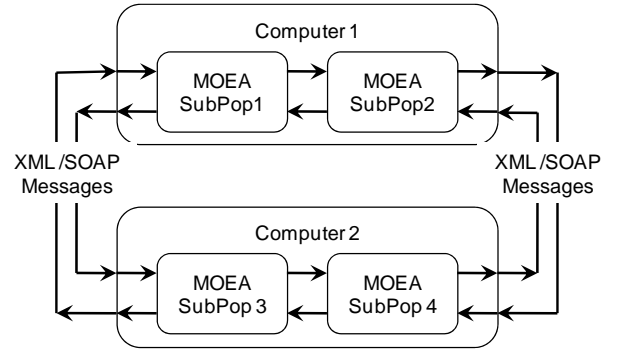 Computer 1
MOEA
SubPop1
MOEA
SubPop2
XML/SOAP
Messages
XML/SOAP
Messages
Computer 2
MOEA
SubPop 3
MOEA
SubPop 4